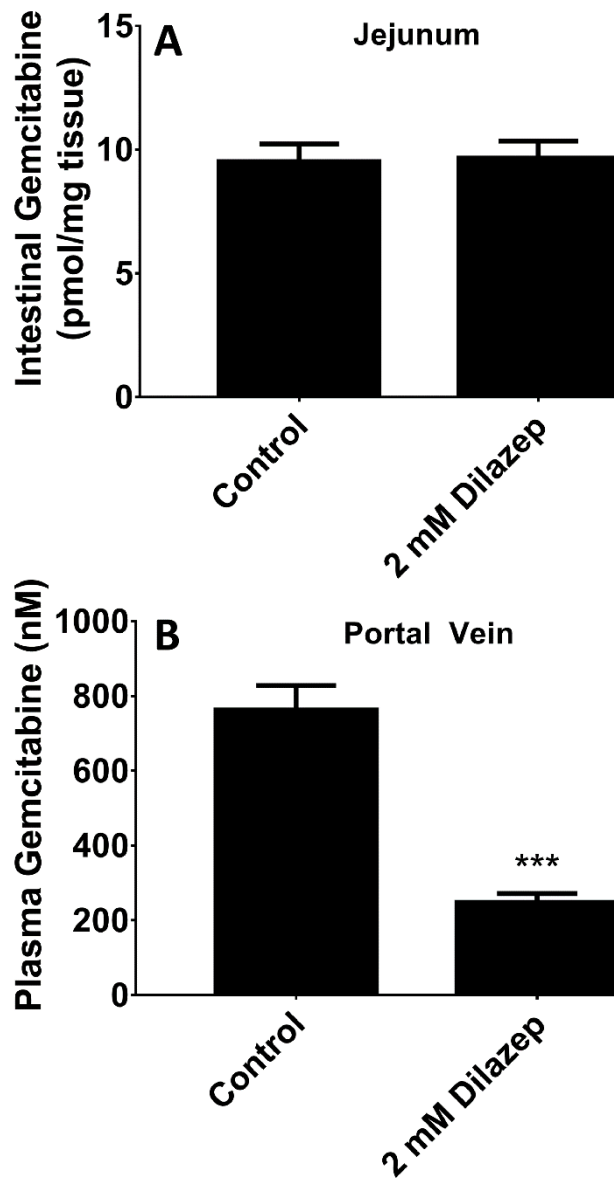 A
Jejunum
Intestinal Gemcitabine
(pmol/mg tissue)
15
10
5
0
Control
2 mM Dilazep
B
Portal Vein
Plasma Gemcitabine (nM)
1000
800
600
400
200
0
***
Control
2 mM Dilazep